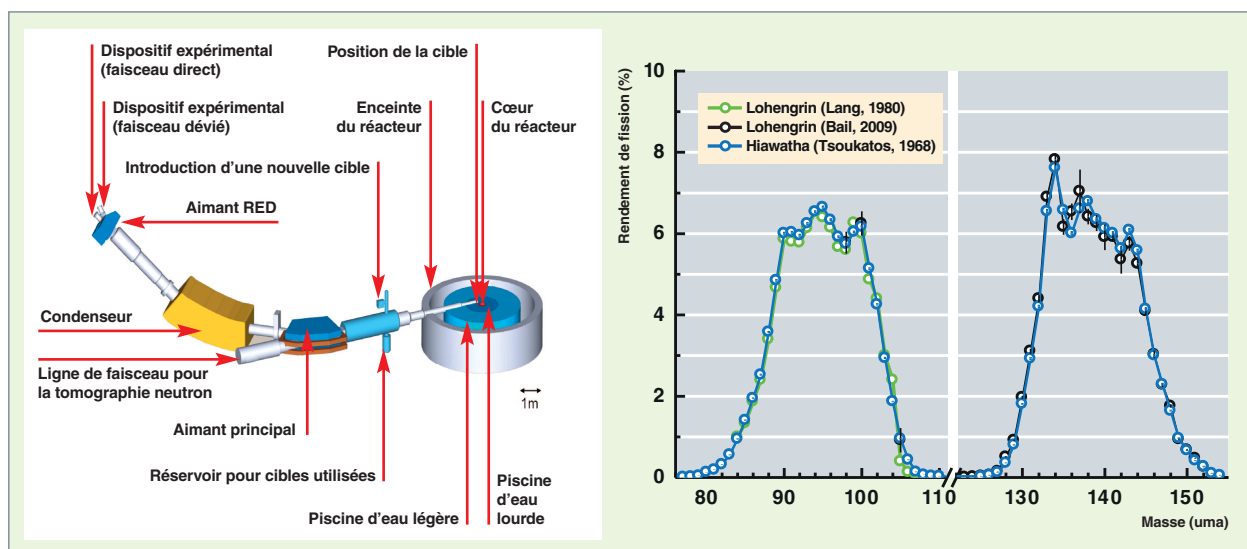 Dispositif expérimental
(faisceau direct)
Dispositif expérimental
(faisceau dévié)
Position de la cible
Enceinte
du réacteur
Cœur
du réacteur
Introduction d'une nouvelle cible
Aimant RED
Condenseur
Ligne de faisceau pour
la tomographie neutron
Aimant principal
Réservoir pour cibles utilisées
Piscine d'eau légère
Piscine
d'eau
lourde
1m
Rendement de fission (%)
10
8
6
4
2
0
Lohengrin (Lang, 1980)
Lohengrin (Bail, 2009)
Hiawatha (Tsoukatos, 1968)
80 90 100 110 130 140 150
Masse (uma)